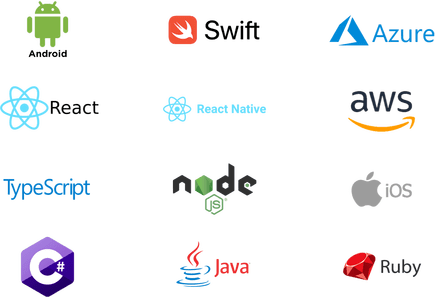 Android
Swift
Azure
React
React Native
aws
TypeScript
node
JS
iOS
C#
Java
Ruby